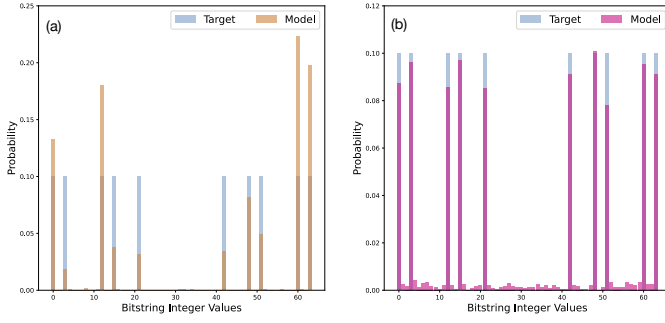 (a)
Target Model
0.25
0.20
0.15
0.10
0.05
0.00
Probability
0 10 20 30 40 50 60
Bitstring Integer Values
(b)
Target Model
0.12
0.10
0.08
0.06
0.04
0.02
0.00
Probability
0 10 20 30 40 50 60
Bitstring Integer Values